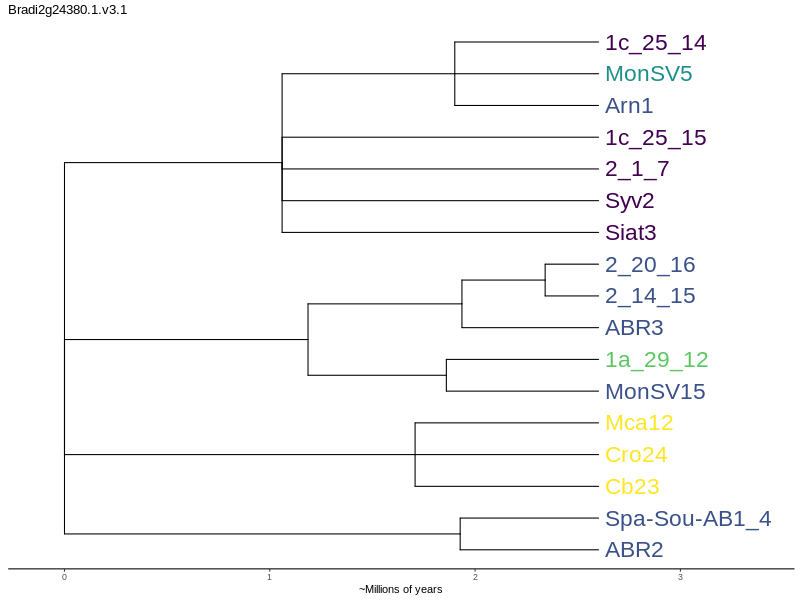 Bradi2g24380.1.v3.1
1c_25_14
MonSV5
Arn1
1c_25_15
2_1_7
Syv2
Siat3
2_20_16
2_14_15
ABR3
1a_29_12
MonSV15
Mca12
Cro24
Cb23
Spa-Sou-AB1_4
ABR2
0 1 2 3
~Millions of years